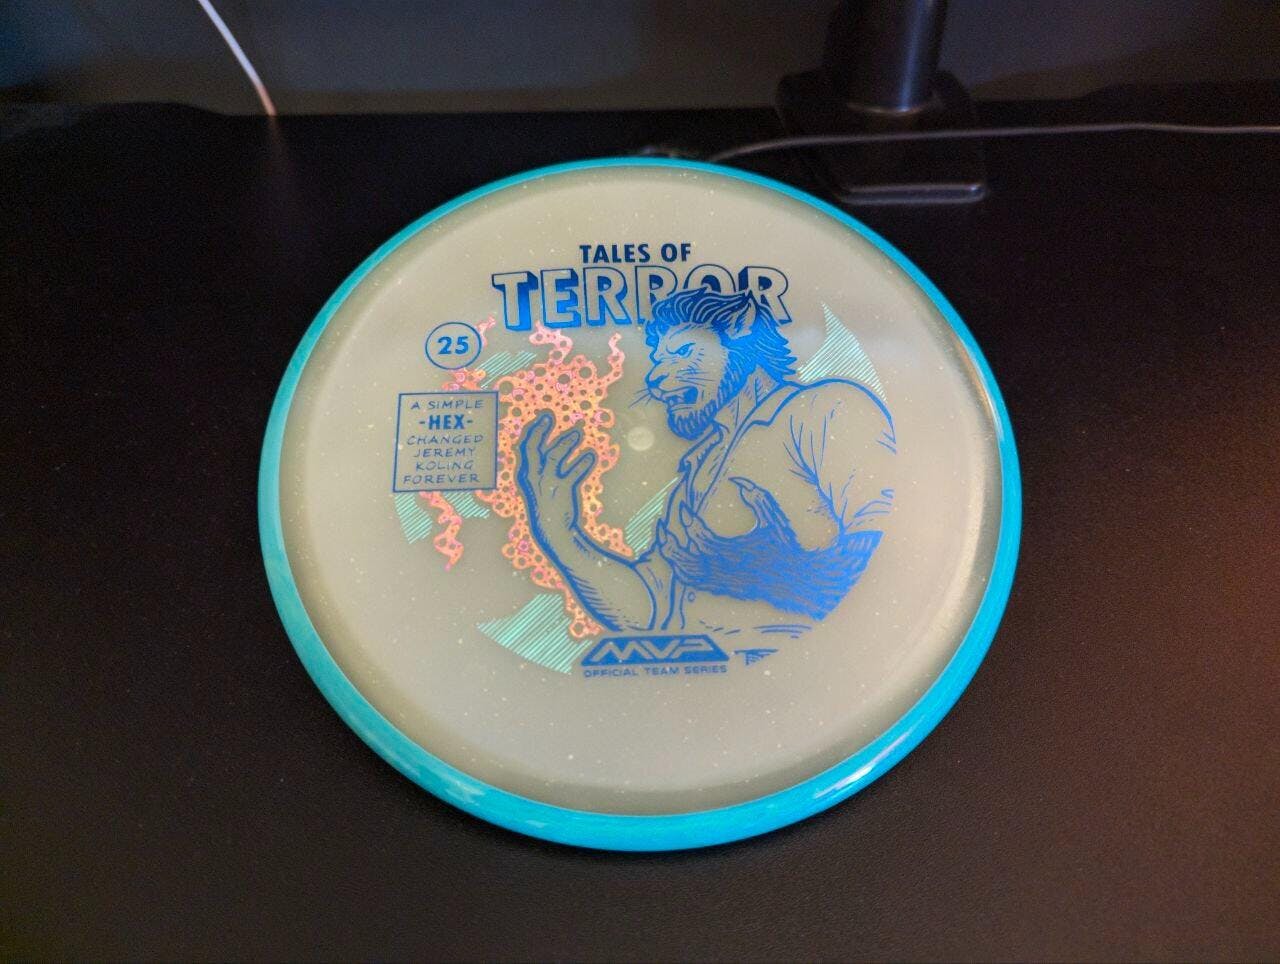 TALES OF
TERROR
25
A SIMPLE
-HEX-
CHANGED
JEREMY
KOLING
FOREVER
MVP
OFFICIAL TEAM SERIES